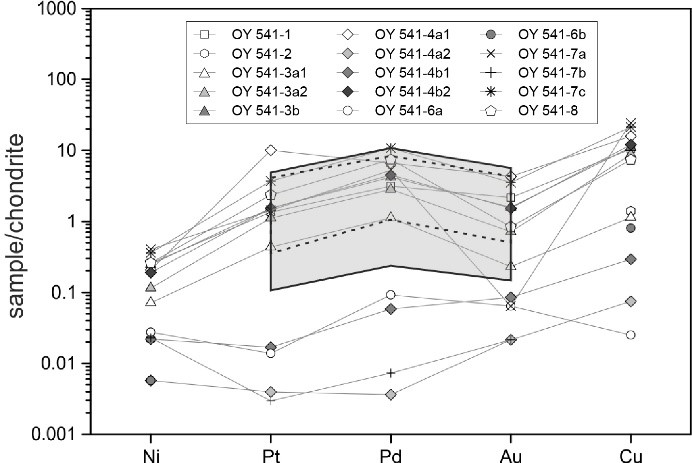 1000
100
10
1
0.1
0.01
0.001
sample/chondrite
OY 541-1
OY 541-2
OY 541-3a1
OY 541-3a2
OY 541-3b
OY 541-4a1
OY 541-4a2
OY 541-4b1
OY 541-4b2
OY 541-6a
OY 541-6b
OY 541-7a
OY 541-7b
OY 541-7c
OY 541-8
Ni Pt Pd Au Cu